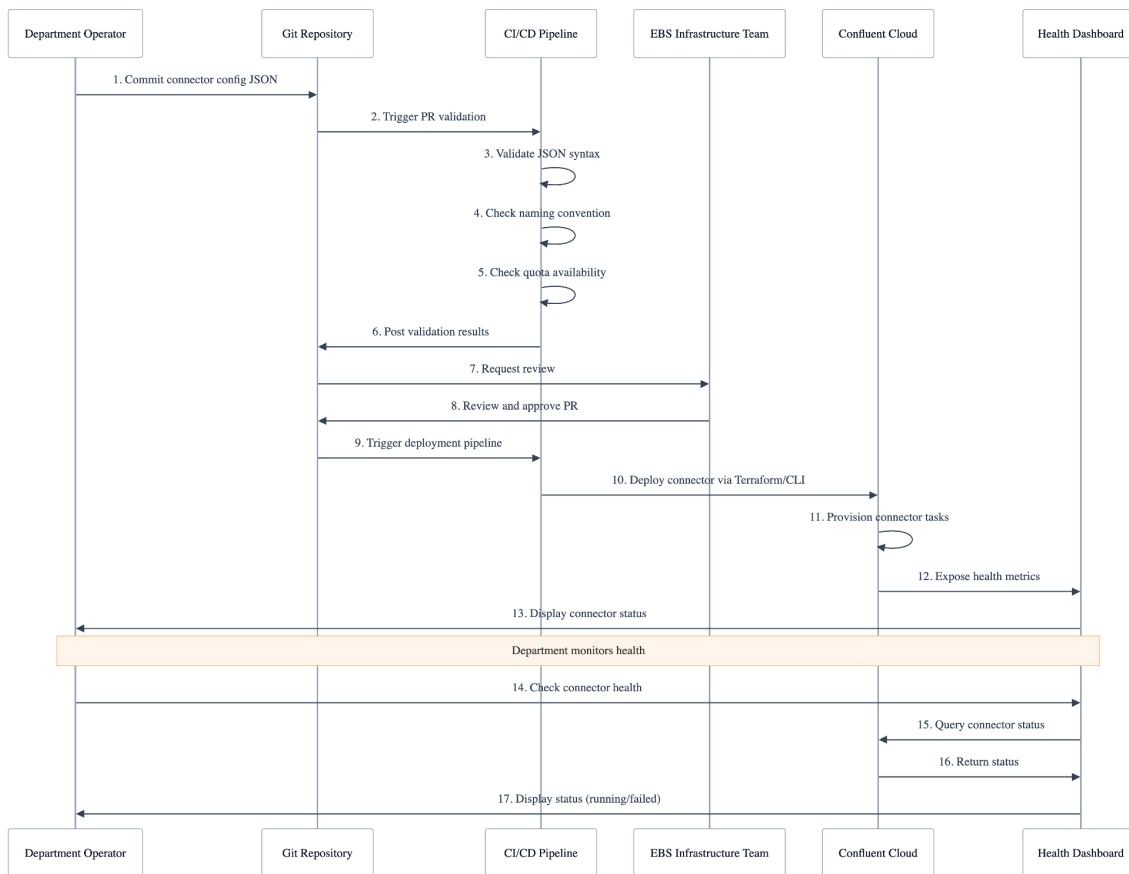 Department Operator
Git Repository
CI/CD Pipeline
EBS Infrastructure Team
Confluent Cloud
Health Dashboard
1. Commit connector config JSON
2. Trigger PR validation
3. Validate JSON syntax
4. Check naming convention
5. Check quota availability
6. Post validation results
7. Request review
8. Review and approve PR
9. Trigger deployment pipeline
10. Deploy connector via Terraform/CLI
11. Provision connector tasks
12. Expose health metrics
13. Display connector status
Department monitors health
14. Check connector health
15. Query connector status
16. Return status
17. Display status (running/failed)
Department Operator
Git Repository
CI/CD Pipeline
EBS Infrastructure Team
Confluent Cloud
Health Dashboard